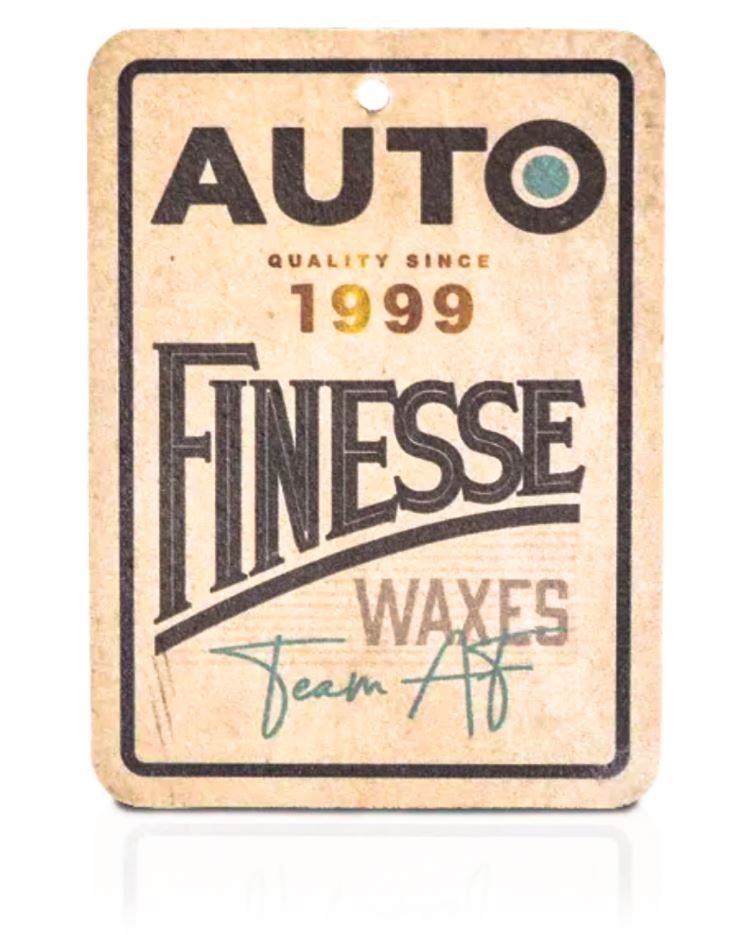 AUTO
QUALITY SINCE
1999
FINESSE
WAXES
Team AF